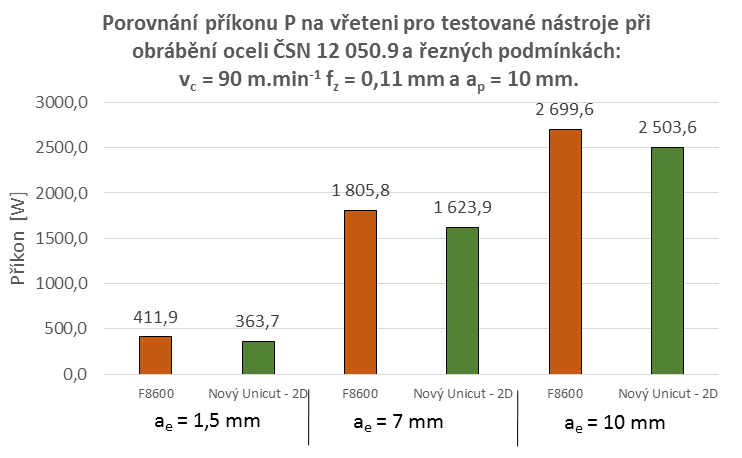 Porovnání příkonu P na vřeteni pro testované nástroje při
obrábění oceli ČSN 12 050.9 a řezných podmínkách:
vc = 90 m.min-1 fz = 0,11 mm a ap = 10 mm.
Příkon [W]
3000,0
2500,0
2000,0
1500,0
1000,0
500,0
0,0
411,9
363,7
1 805,8
1 623,9
2 699,6
2 503,6
F8600 Nový Unicut - 2D F8600 Nový Unicut - 2D F8600 Nový Unicut - 2D
ae = 1,5 mm ae = 7 mm ae = 10 mm